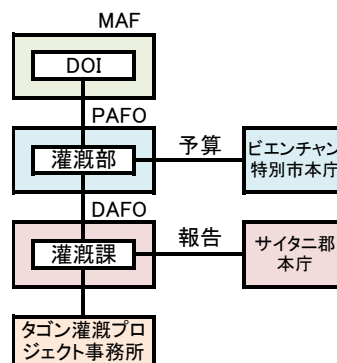 MAF
DOI
PAFO
灌漑部
予算
ビエンチャン
特別市本庁
DAFO
灌漑課
報告
サイタニ郡
本庁
タゴン灌漑プロ
ジェクト事務所